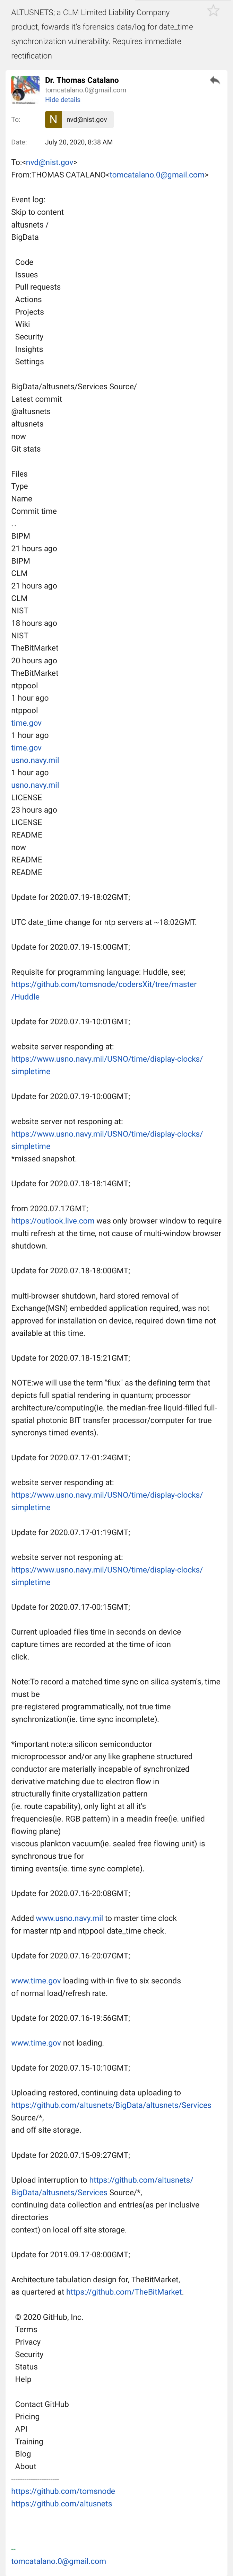 ALTUSNETS; a CLM Limited Liability Company
product, fowards it's forensics data/log for date_time
synchronization vulnerability. Requires immediate
rectification
Dr. Thomas Catalano
tomcatalano.0@gmail.com
Hide details
To:
N nvd@nist.gov
Date: July 20, 2020, 8:38 AM
To:<nvd@nist.gov>
From:THOMAS CATALANO<tomcatalano.0@gmail.com>
Event log:
Skip to content
altusnets /
BigData
Code
Issues
Pull requests
Actions
Projects
Wiki
Security
Insights
Settings
BigData/altusnets/Services Source/
Latest commit
@altusnets
altusnets
now
Git stats
Files
Type
Name
Commit time
. .
BIPM
21 hours ago
BIPM
CLM
21 hours ago
CLM
NIST
18 hours ago
NIST
TheBitMarket
20 hours ago
TheBitMarket
ntppool
1 hour ago
ntppool
time.gov
1 hour ago
time.gov
usno.navy.mil
1 hour ago
usno.navy.mil
LICENSE
23 hours ago
LICENSE
README
now
README
README
Update for 2020.07.19-18:02GMT;
UTC date_time change for ntp servers at ~18:02GMT.
Update for 2020.07.19-15:00GMT;
Requisite for programming language: Huddle, see;
https://github.com/tomsnode/codersXit/tree/master
/Huddle
Update for 2020.07.19-10:01GMT;
website server responding at:
https://www.usno.navy.mil/USNO/time/display-clocks/
simpletime
Update for 2020.07.19-10:00GMT;
website server not responing at:
https://www.usno.navy.mil/USNO/time/display-clocks/
simpletime
*missed snapshot.
Update for 2020.07.18-18:14GMT;
from 2020.07.17GMT;
https://outlook.live.com was only browser window to require
multi refresh at the time, not cause of multi-window browser
shutdown.
Update for 2020.07.18-18:00GMT;
multi-browser shutdown, hard stored removal of
Exchange(MSN) embedded application required, was not
approved for installation on device, required down time not
available at this time.
Update for 2020.07.18-15:21GMT;
NOTE:we will use the term "flux" as the defining term that
depicts full spatial rendering in quantum; processor
architecture/computing(ie. the median-free liquid-filled full-
spatial photonic BIT transfer processor/computer for true
syncronys timed events).
Update for 2020.07.17-01:24GMT;
website server responding at:
https://www.usno.navy.mil/USNO/time/display-clocks/
simpletime
Update for 2020.07.17-01:19GMT;
website server not responing at:
https://www.usno.navy.mil/USNO/time/display-clocks/
simpletime
Update for 2020.07.17-00:15GMT;
Current uploaded files time in seconds on device
capture times are recorded at the time of icon
click.
Note:To record a matched time sync on silica system's, time
must be
pre-registered programmatically, not true time
synchronization(ie. time sync incomplete).
*important note:a silicon semiconductor
microprocessor and/or any like graphene structured
conductor are materially incapable of synchronized
derivative matching due to electron flow in
structurally finite crystallization pattern
(ie. route capability), only light at all it's
frequencies(ie. RGB pattern) in a meadin free(ie. unified
flowing plane)
viscous plankton vacuum(ie. sealed free flowing unit) is
synchronous true for
timing events(ie. time sync complete).
Update for 2020.07.16-20:08GMT;
Added www.usno.navy.mil to master time clock
for master ntp and ntppool date_time check.
Update for 2020.07.16-20:07GMT;
www.time.gov loading with-in five to six seconds
of normal load/refresh rate.
Update for 2020.07.16-19:56GMT;
www.time.gov not loading.
Update for 2020.07.15-10:10GMT;
Uploading restored, continuing data uploading to
https://github.com/altusnets/BigData/altusnets/Services
Source/*,
and off site storage.
Update for 2020.07.15-09:27GMT;
Upload interruption to https://github.com/altusnets/
BigData/altusnets/Services Source/*,
continuing data collection and entries(as per inclusive
directories
context) on local off site storage.
Update for 2019.09.17-08:00GMT;
Architecture tabulation design for, TheBitMarket,
as quartered at https://github.com/TheBitMarket.
© 2020 GitHub, Inc.
Terms
Privacy
Security
Status
Help
Contact GitHub
Pricing
API
Training
Blog
About
------------------------
https://github.com/tomsnode
https://github.com/altusnets
--
tomcatalano.0@gmail.com